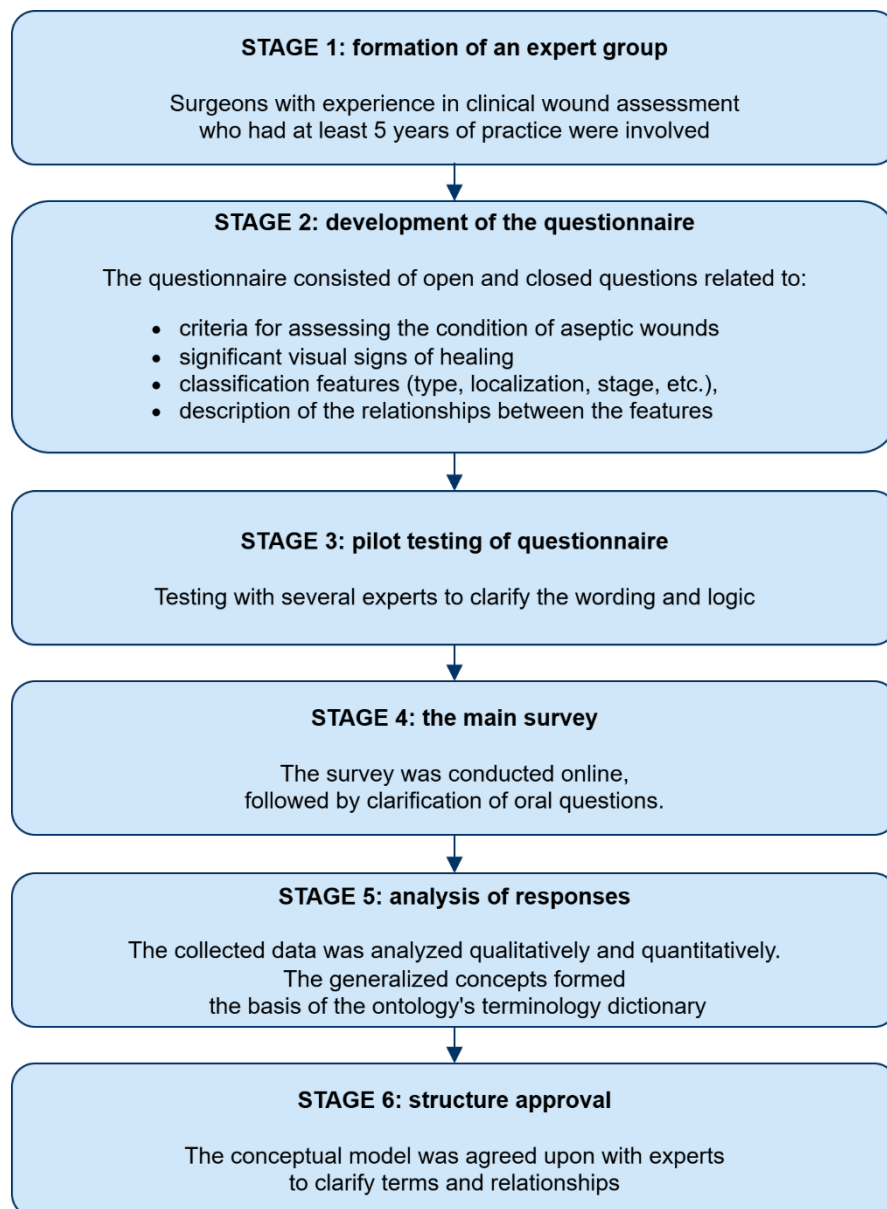 STAGE 1: formation of an expert group
Surgeons with experience in clinical wound assessment
who had at least 5 years of practice were involved
STAGE 2: development of the questionnaire
The questionnaire consisted of open and closed questions related to:
• criteria for assessing the condition of aseptic wounds
• significant visual signs of healing
• classification features (type, localization, stage, etc.),
• description of the relationships between the features
STAGE 3: pilot testing of questionnaire
Testing with several experts to clarify the wording and logic
STAGE 4: the main survey
The survey was conducted online,
followed by clarification of oral questions.
STAGE 5: analysis of responses
The collected data was analyzed qualitatively and quantitatively.
The generalized concepts formed
the basis of the ontology's terminology dictionary
STAGE 6: structure approval
The conceptual model was agreed upon with experts
to clarify terms and relationships